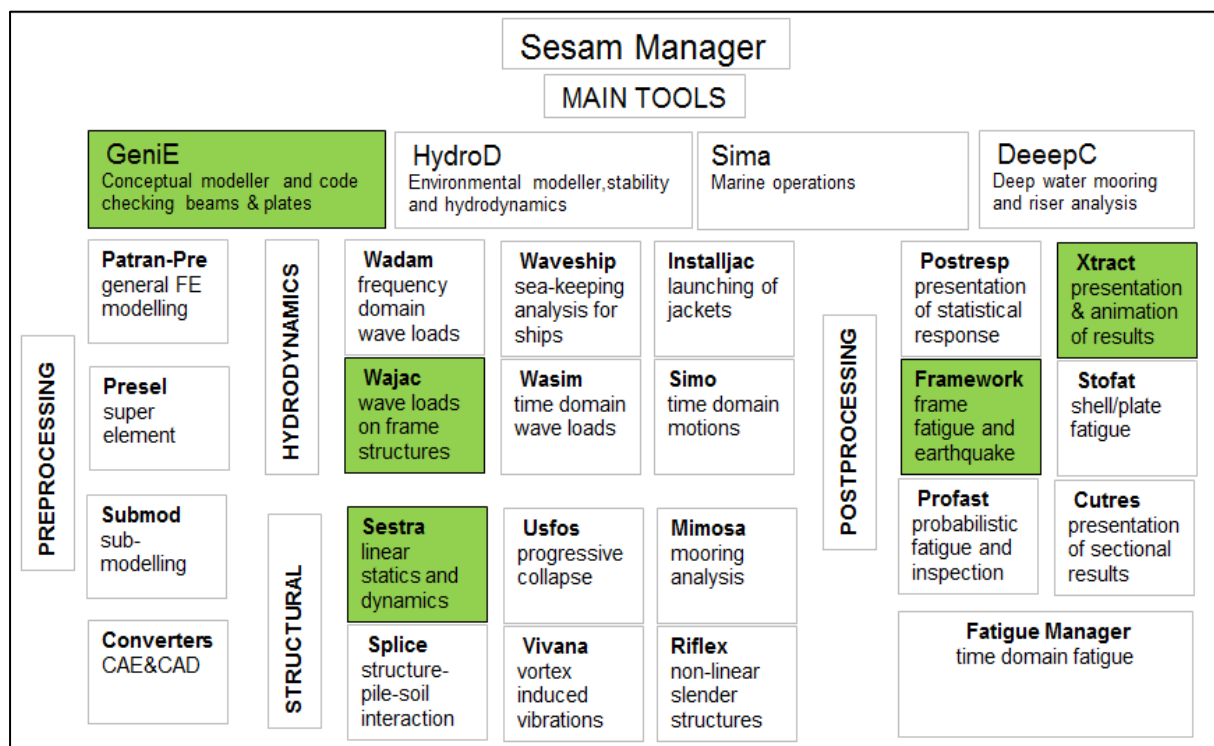 Sesam Manager
MAIN TOOLS
GeniE
Conceptual modeller and code
checking beams & plates
HydroD
Environmental modeller,stability
and hydrodynamics
Sima
Marine operations
DeeepC
Deep water mooring
and riser analysis
PREPROCESSING
Patran-Pre
general FE
modelling
Presel
super
element
Submod
sub-
modelling
Converters
CAE&CAD
HYDRODYNAMICS
Wadam
frequency
domain
wave loads
Waveship
sea-keeping
analysis for
ships
Installjac
launching of
jackets
Wajac
wave loads
on frame
structures
Wasim
time domain
wave loads
Simo
time domain
motions
STRUCTURAL
Sestra
linear
statics and
dynamics
Usfos
progressive
collapse
Mimosa
mooring
analysis
Splice
structure-
pile-soil
interaction
Vivana
vortex
induced
vibrations
Riflex
non-linear
slender
structures
POSTPROCESSING
Postresp
presentation
of statistical
response
Xtract
presentation
& animation
of results
Framework
frame
fatigue and
earthquake
Stofat
shell/plate
fatigue
Profast
probabilistic
fatigue and
inspection
Cutres
presentation
of sectional
results
Fatigue Manager
time domain fatigue